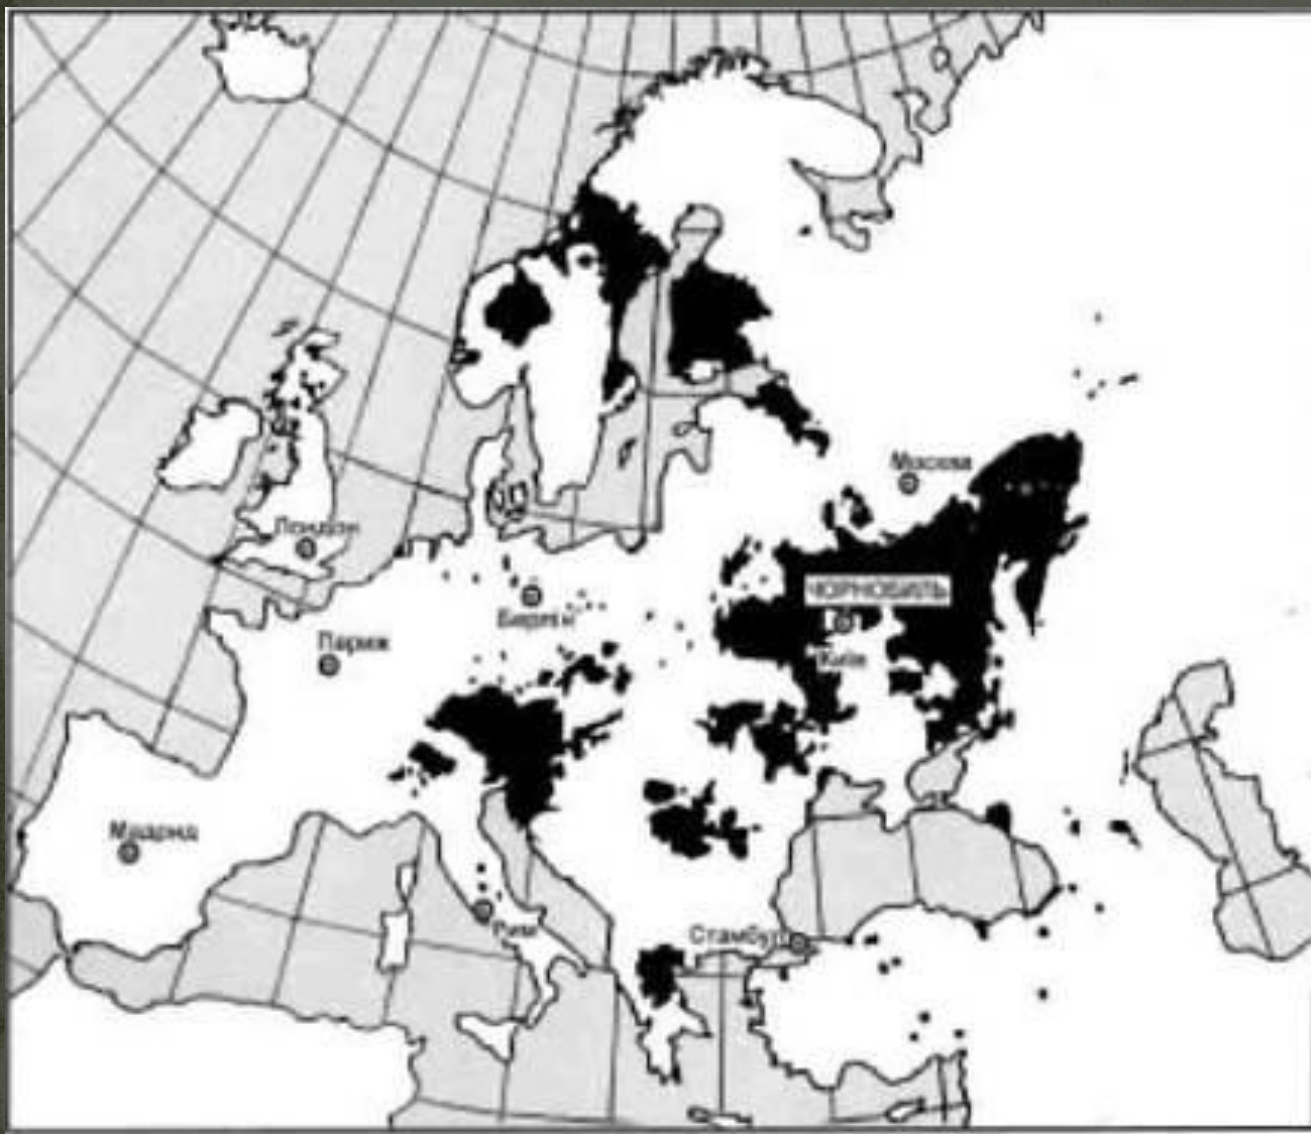 Москва
Лондон
ЧОРНОБИЛЬ
Берлін
Париж
Київ
Мадрид
Рим
Стамбул